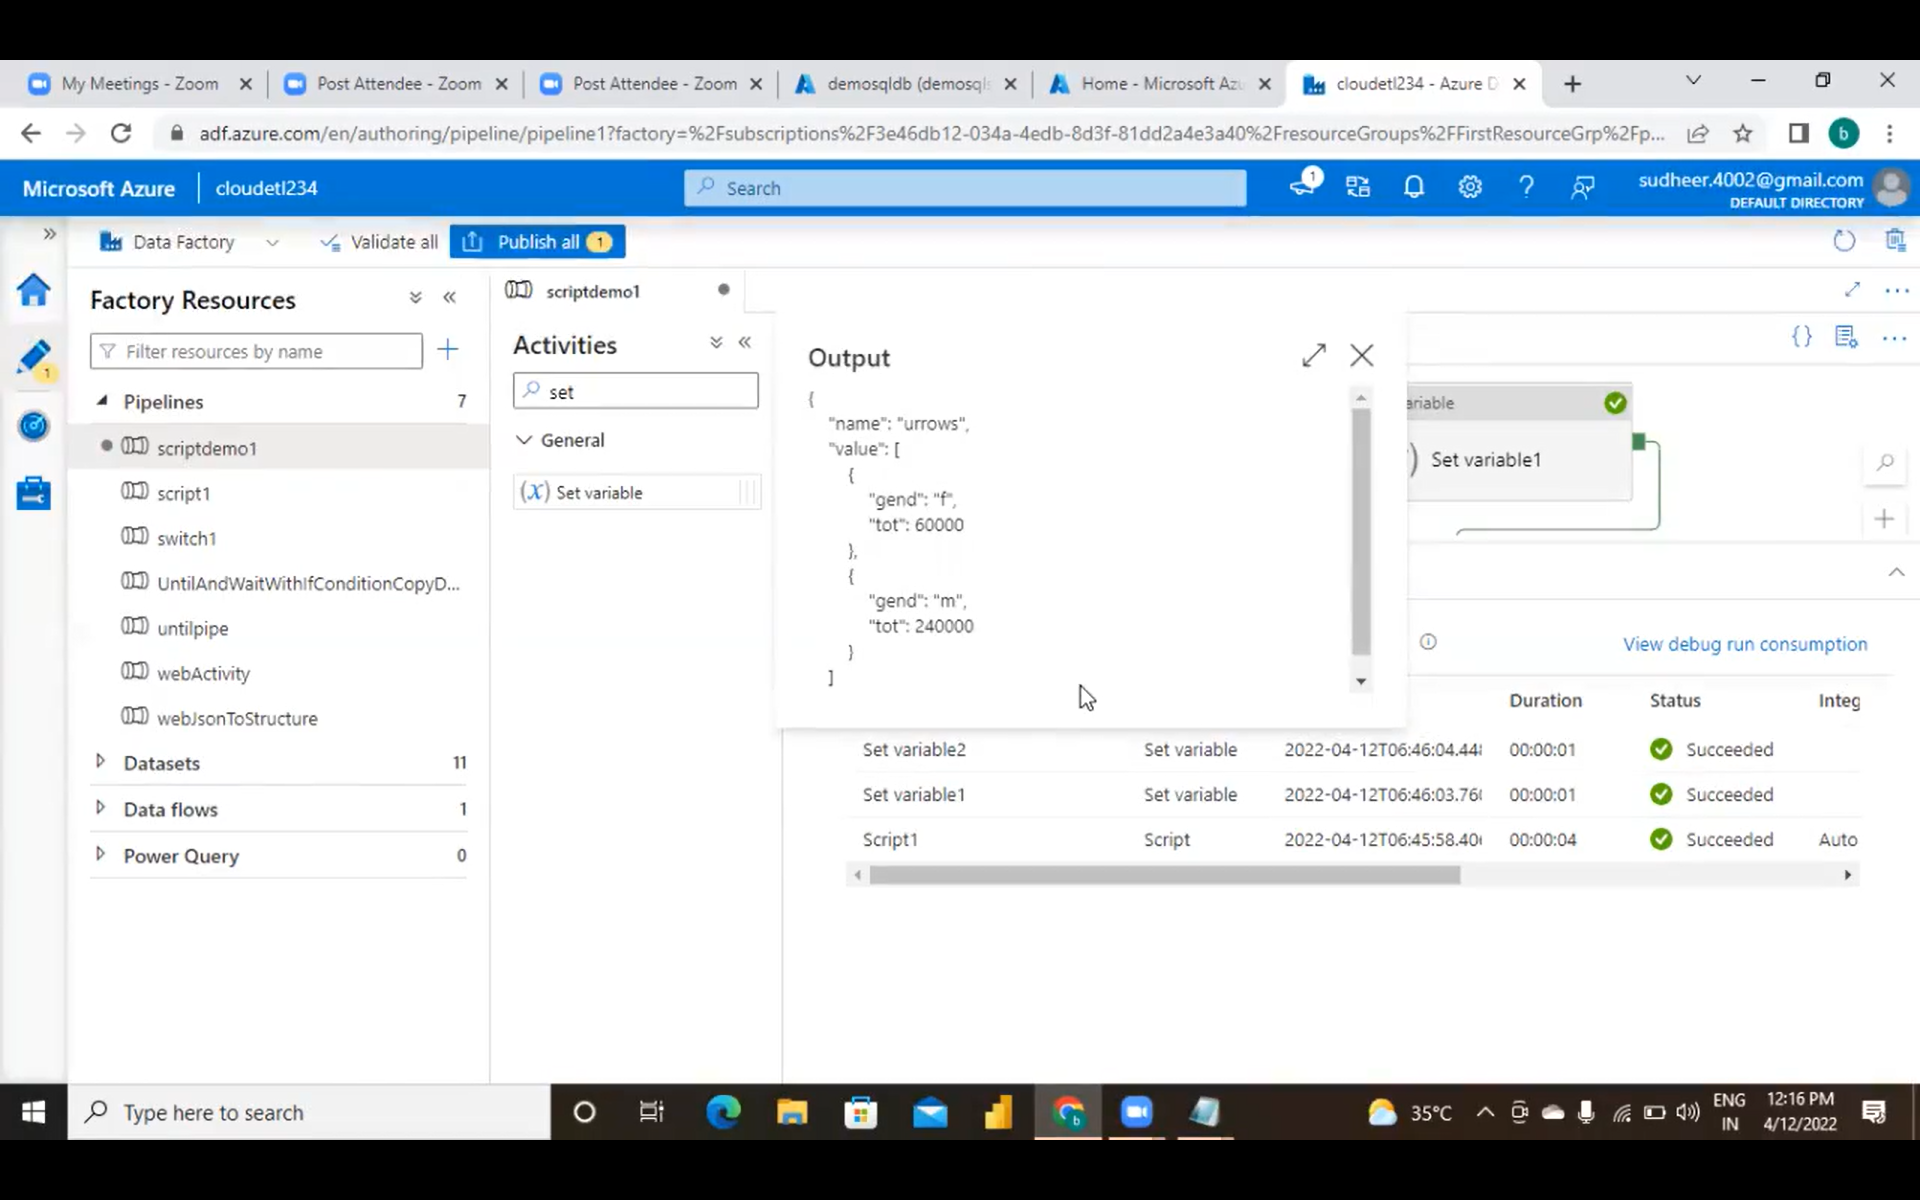 My Meetings - Zoom
Post Attendee - Zoom
Post Attendee - Zoom
demosqldb (demosqls
Home - Microsoft Azu
cloudetl234 - Azure D
adf.azure.com/en/authoring/pipeline/pipeline1?factory=%2Fsubscriptions%2F3e46db12-034a-4edb-8d3f-81dd2a4e3a40%2FresourceGroups%2FFirstResourceGrp%2Fp...
b
Microsoft Azure
cloudetl234
Search
1
sudheer.4002@gmail.com
DEFAULT DIRECTORY
Data Factory
Validate all
Publish all 1
Factory Resources
Filter resources by name
1
Pipelines 7
scriptdemo1
script1
switch1
UntilAndWaitWithIfConditionCopyD...
untilpipe
webActivity
webJsonToStructure
Datasets 11
Data flows 1
Power Query 0
scriptdemo1
Activities
set
General
(x) Set variable
Output
{
"name": "urrows",
"value": [
{
"gend": "f",
"tot": 60000
},
{
"gend": "m",
"tot": 240000
}
]
ariable
Set variable1
View debug run consumption
Duration Status Integ
Set variable2 Set variable 2022-04-12T06:46:04.448 00:00:01 Succeeded
Set variable1 Set variable 2022-04-12T06:46:03.760 00:00:01 Succeeded
Script1 Script 2022-04-12T06:45:58.400 00:00:04 Succeeded Auto
Type here to search
35°C
ENG
IN
12:16 PM
4/12/2022